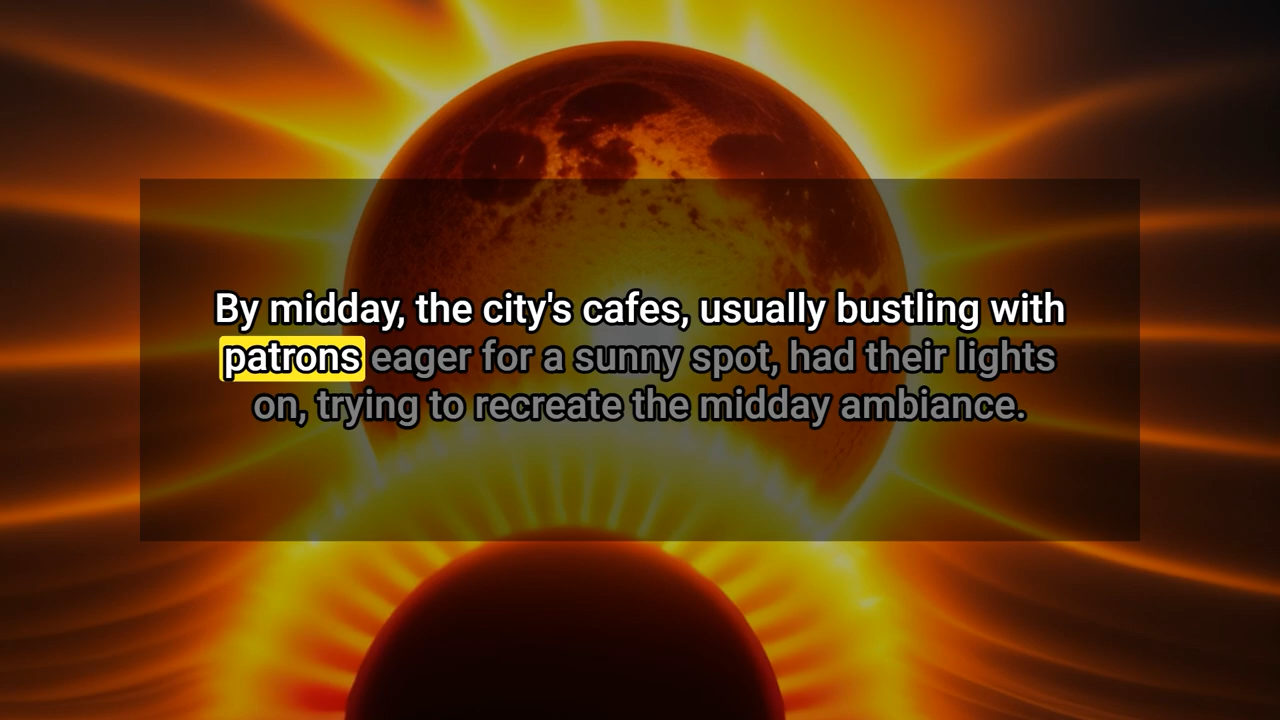 By midday, the city's cafes, usually bustling with
patrons eager for a sunny spot, had their lights
on, trying to recreate the midday ambiance.